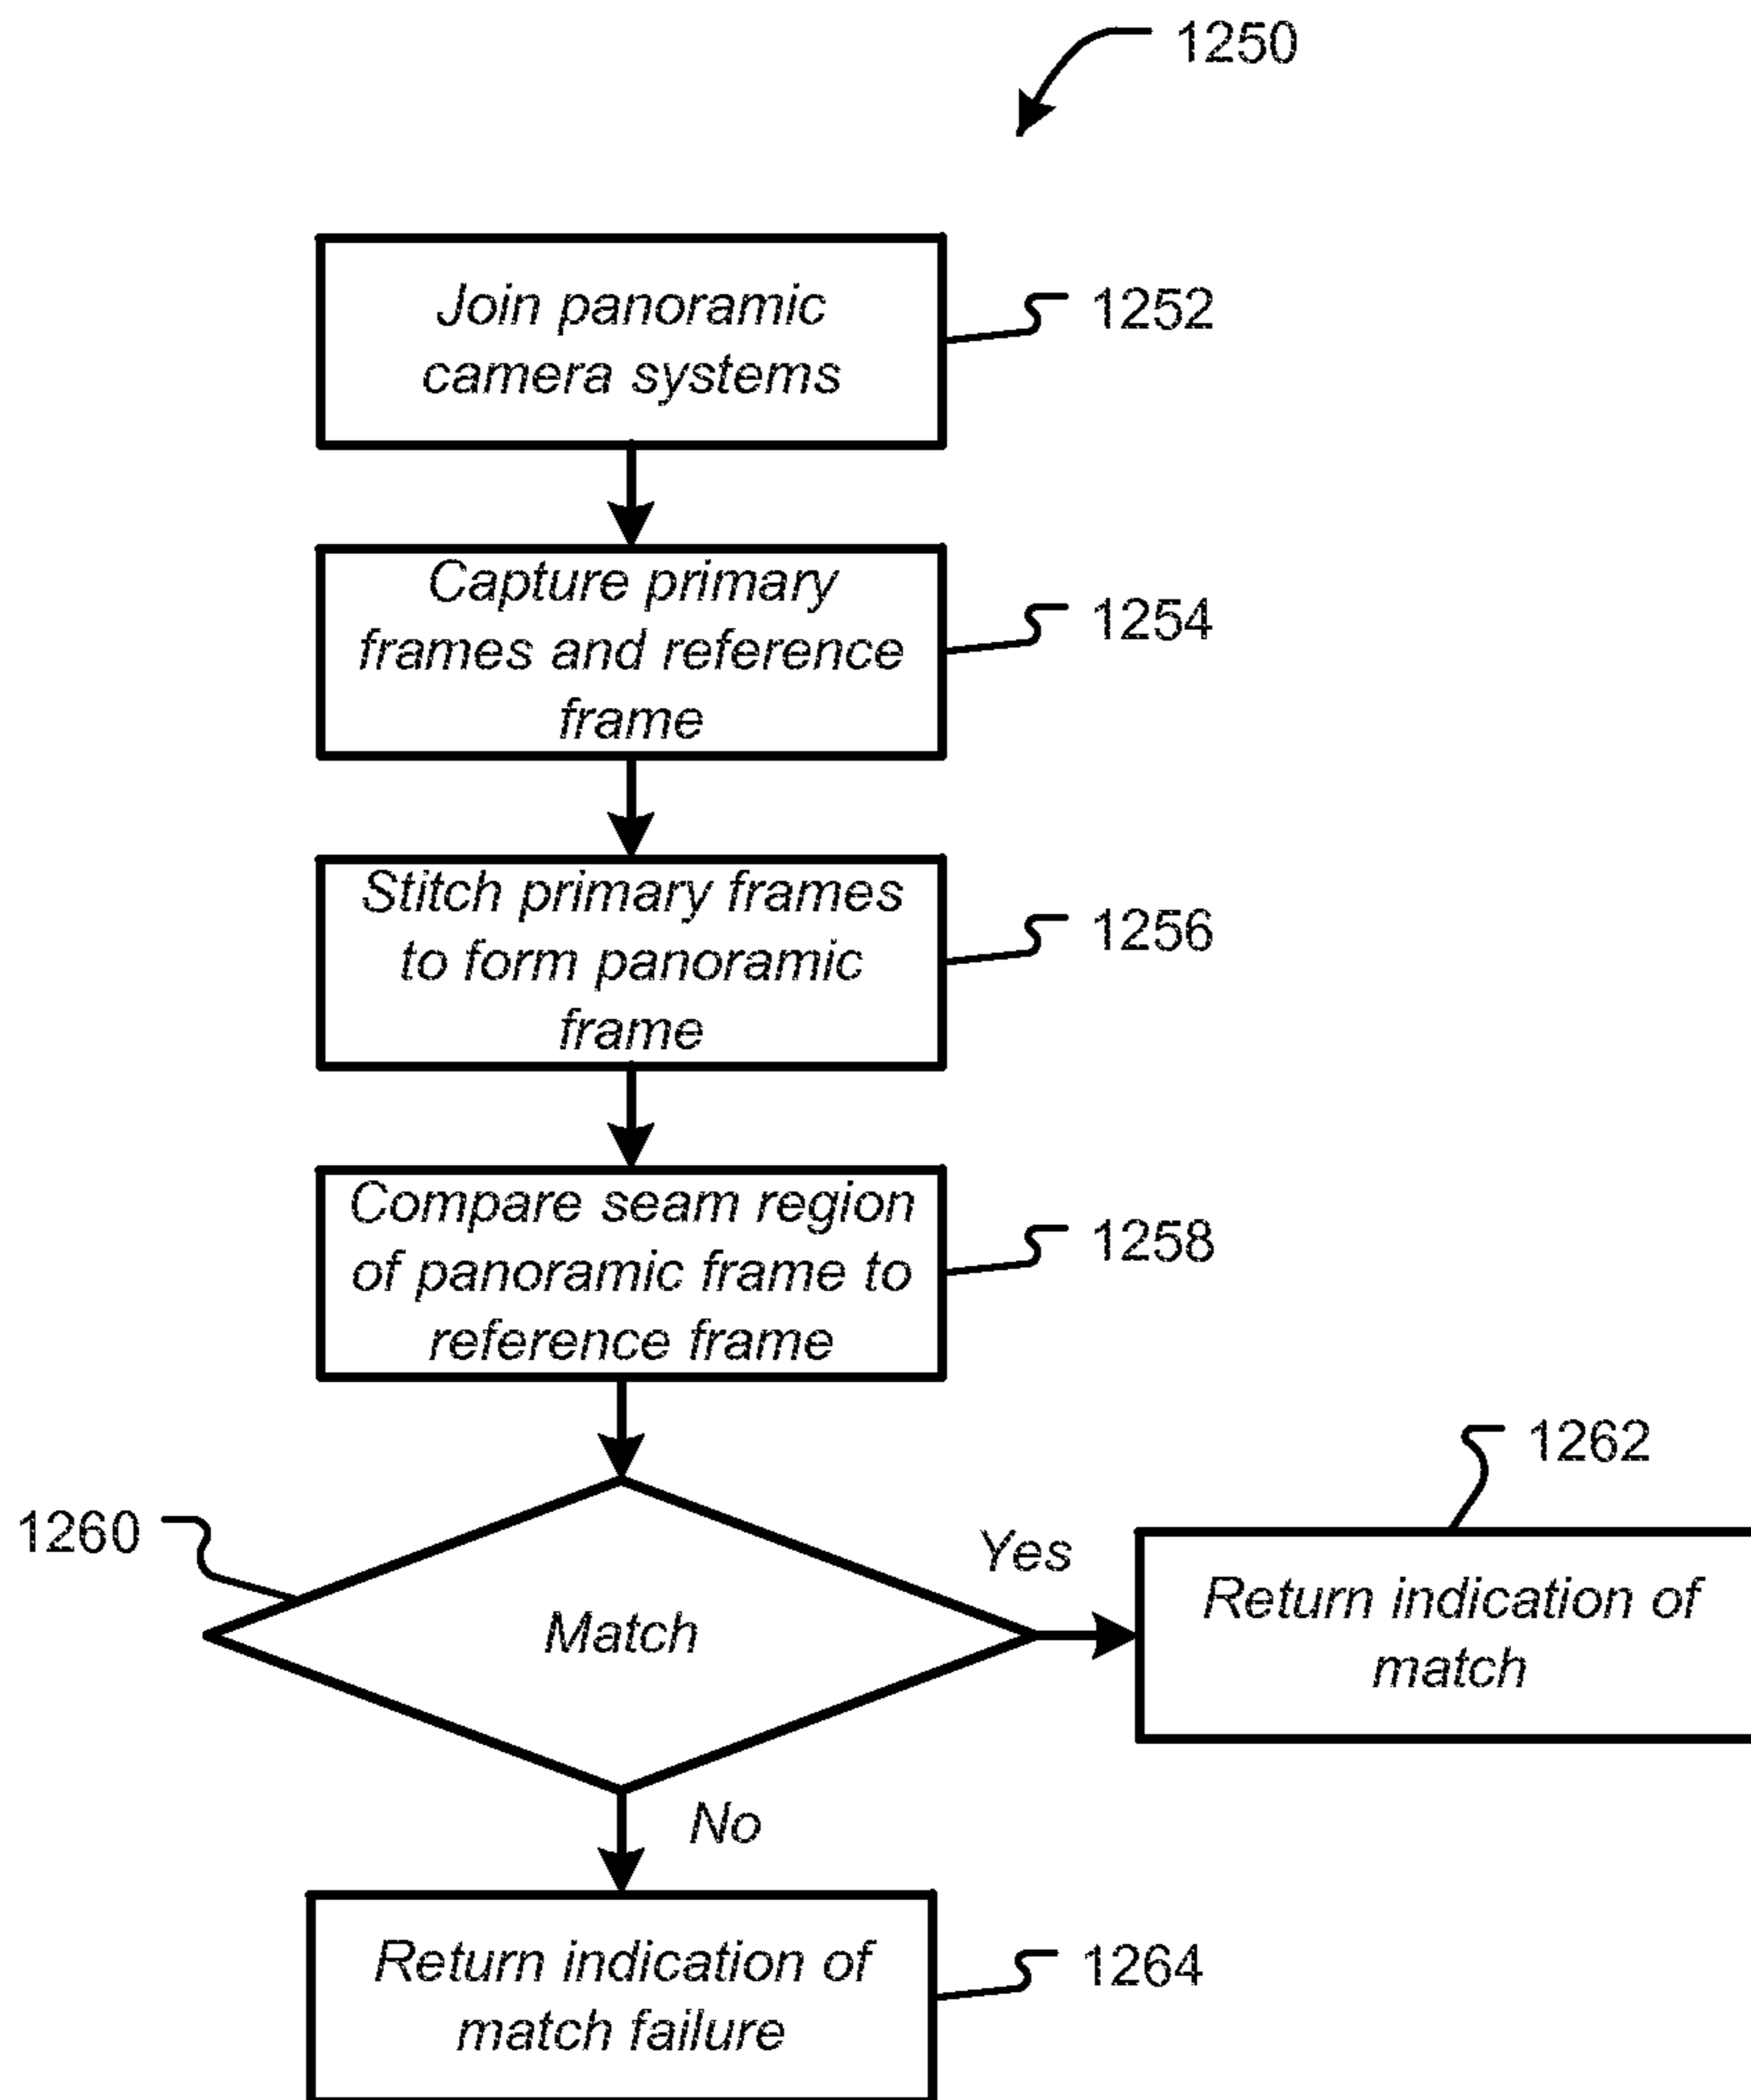 1250
Join panoramic
camera systems
1252
Capture primary
frames and reference
frame
1254
Stitch primary frames
to form panoramic
frame
1256
Compare seam region
of panoramic frame to
reference frame
1258
1260
Match
Yes
1262
Return indication of
match
No
Return indication of
match failure
1264